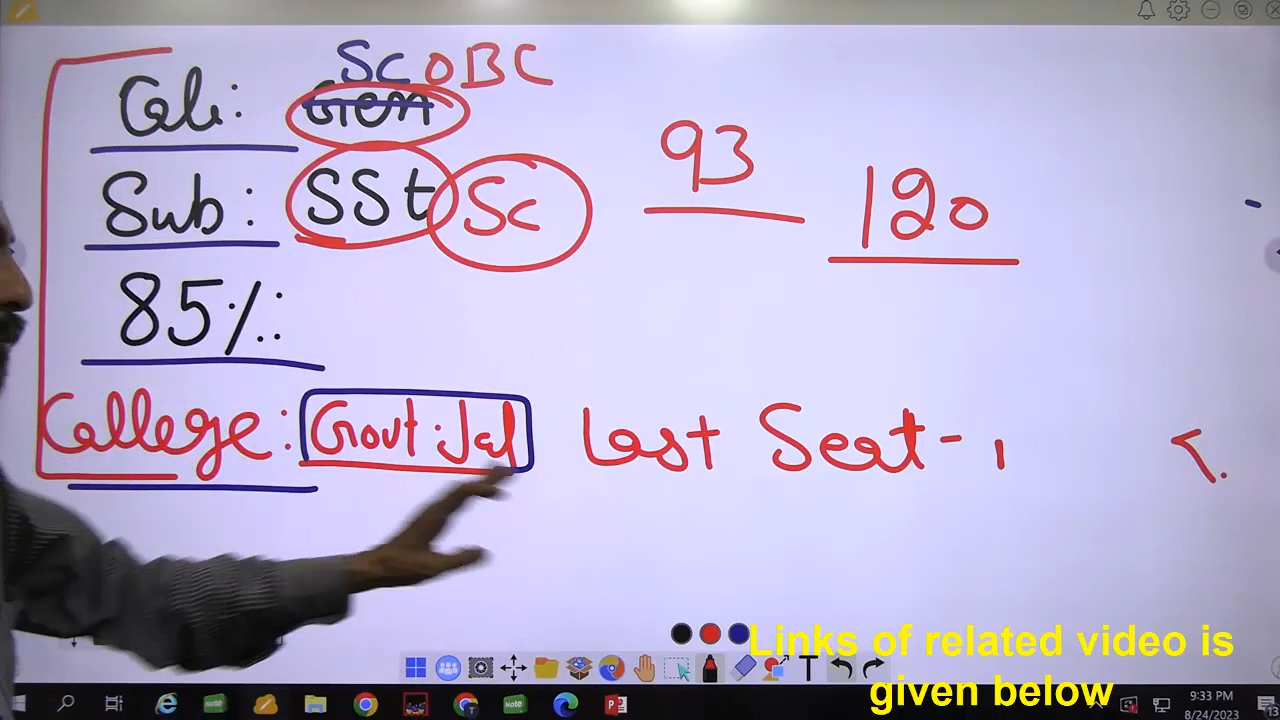 Sc OBC
Gen
Sub: SSt Sc
93
120
85%:
College: Govt: Jal Last Seat - 1
Links of related video is
given below
9:33 PM
8/24/2023